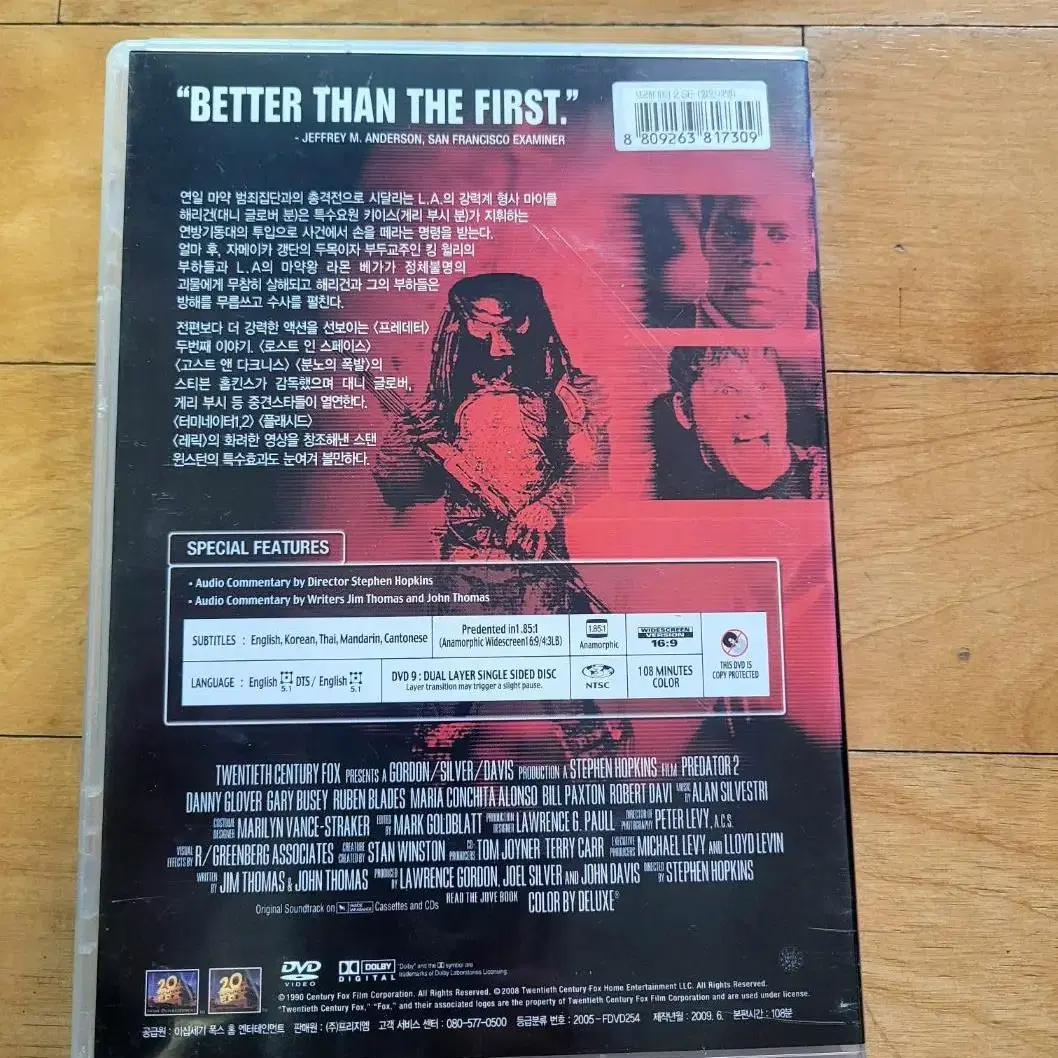 “BETTER THAN THE FIRST.”
- JEFFREY M. ANDERSON, SAN FRANCISCO EXAMINER
8 809263 817309
연일 마약 범죄집단과의 총격전으로 시달리는 L.A.의 강력계 형사 마이클
해리건(대니 글로버 분)은 특수요원 키이스(게리 부시 분)가 지휘하는
연방기동대의 투입으로 사건에서 손을 떼라는 명령을 받는다.
얼마 후, 자메이카 갱단의 두목이자 부두교주인 킹 윌리의
부하들과 L.A의 마약왕 라몬 베가가 정체불명의
괴물에게 무참히 살해되고 해리건과 그의 부하들은
방해를 무릅쓰고 수사를 펼친다.
전편보다 더 강력한 액션을 선보이는 〈프레데터〉
두번째 이야기. 〈로스트 인 스페이스〉
〈고스트 앤 다크니스〉 〈분노의 폭발〉의
스티븐 홉킨스가 감독했으며 대니 글로버,
게리 부시 등 중견스타들이 열연한다.
〈터미네이터1,2〉 〈플래시드〉
〈레릭〉의 화려한 영상을 창조해낸 스탠
윈스턴의 특수효과도 눈여겨 볼만하다.
SPECIAL FEATURES
• Audio Commentary by Director Stephen Hopkins
• Audio Commentary by Writers Jim Thomas and John Thomas
SUBTITLES : English, Korean, Thai, Mandarin, Cantonese
Predented in1.85:1
(Anamorphic Widescreen16:9/4:3LB)
1.85:1
Anamorphic
WIDESCREEN
VERSION
16:9
THIS DVD IS
COPY PROTECTED
LANGUAGE : English 5.1 DTS / English 5.1
DVD 9 : DUAL LAYER SINGLE SIDED DISC
Layer transition may trigger a slight pause.
NTSC
108 MINUTES
COLOR
TWENTIETH CENTURY FOX PRESENTS A GORDON/SILVER/DAVIS PRODUCTION A STEPHEN HOPKINS FILM PREDATOR 2
DANNY GLOVER GARY BUSEY RUBEN BLADES MARIA CONCHITA ALONSO BILL PAXTON ROBERT DAVI MUSIC BY ALAN SILVESTRI
COSTUME DESIGNER MARILYN VANCE-STRAKER EDITED BY MARK GOLDBLATT PRODUCTION DESIGNER LAWRENCE G. PAULL DIRECTOR OF PHOTOGRAPHY PETER LEVY, A.C.S.
VISUAL EFFECTS BY R/GREENBERG ASSOCIATES CREATURE CREATED BY STAN WINSTON CO-PRODUCERS TOM JOYNER TERRY CARR EXECUTIVE PRODUCERS MICHAEL LEVY AND LLOYD LEVIN
WRITTEN BY JIM THOMAS & JOHN THOMAS PRODUCED BY LAWRENCE GORDON, JOEL SILVER AND JOHN DAVIS DIRECTED BY STEPHEN HOPKINS
Original Soundtrack on Cassettes and CDs READ THE JOVE BOOK COLOR BY DELUXE®
DVD VIDEO
DOLBY DIGITAL
"Dolby" and the symbol are
trademarks of Dolby Laboratories Licensing.
©1990 Century Fox Film Corporation. All Rights Reserved. ©2008 Twentieth Century Fox Home Entertainment LLC. All Rights Reserved.
"Twentieth Century Fox," "Fox," and their associated logos are the property of Twentieth Century Fox Film Corporation and are used under license.
공급원 : 이십세기 폭스 홈 엔터테인먼트 판매원 : (주)프리지엠 고객 서비스 센터 : 080-577-0500 등급분류 번호 : 2005-FDVD254 제작년월 : 2009. 6. 본편시간 : 108분